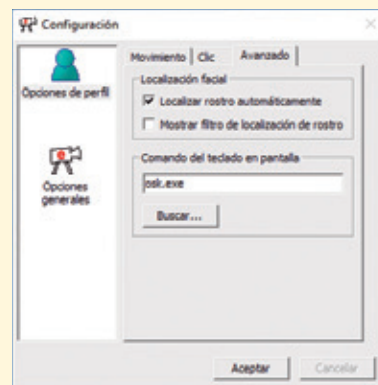 Configuración
Movimiento
Clic
Avanzado
Opciones de perfil
Opciones generales
Localización facial
Localizar rostro automáticamente
Mostrar filtro de localización de rostro
Comando del teclado en pantalla
osk.exe
Buscar...
Aceptar
Cancelar